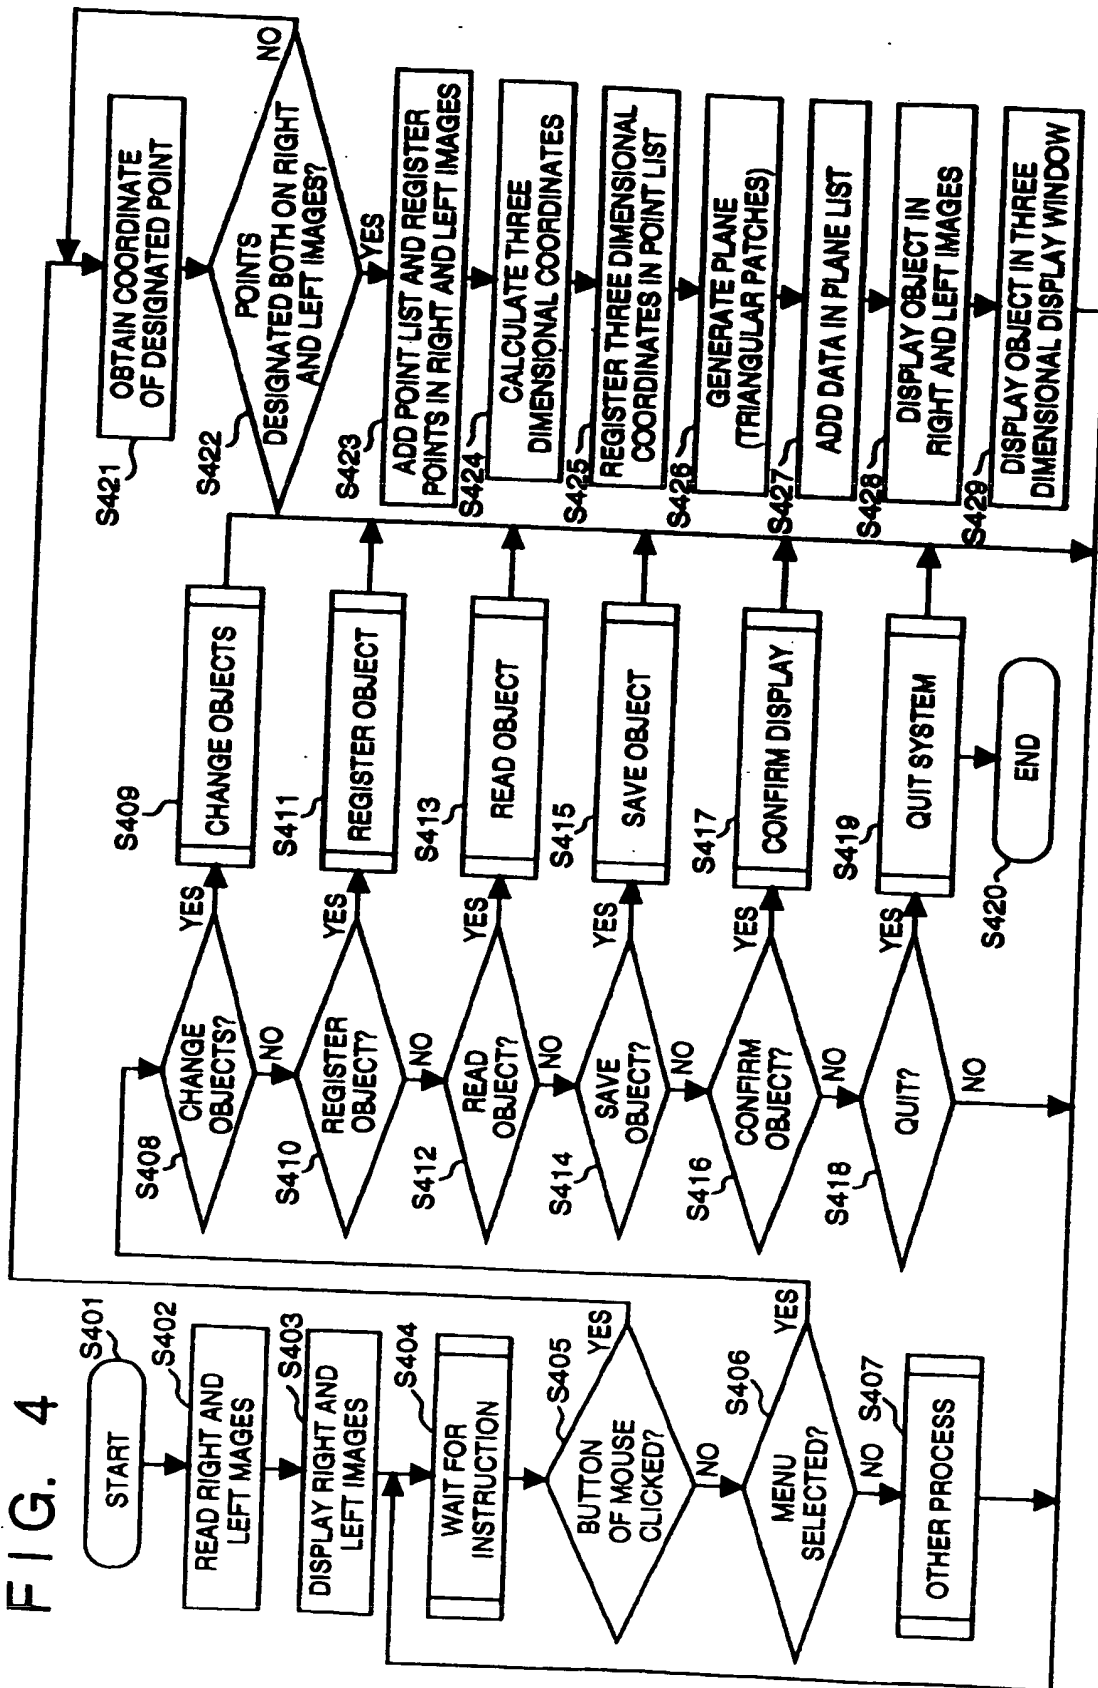 FIG. 4
START
S401
READ RIGHT AND
LEFT MAGES
S402
DISPLAY RIGHT AND
LEFT IMAGES
S403
WAIT FOR
INSTRUCTION
S404
BUTTON
OF MOUSE
CLICKED?
S405
YES
NO
MENU
SELECTED?
S406
YES
NO
OTHER PROCESS
S407
CHANGE
OBJECTS?
S408
YES
NO
CHANGE OBJECTS
S409
REGISTER
OBJECT?
S410
YES
NO
REGISTER OBJECT
S411
READ
OBJECT?
S412
YES
NO
READ OBJECT
S413
SAVE
OBJECT?
S414
YES
NO
SAVE OBJECT
S415
CONFIRM
OBJECT?
S416
YES
NO
CONFIRM DISPLAY
S417
QUIT?
S418
YES
NO
QUIT SYSTEM
S419
END
S420
OBTAIN COORDINATE
OF DESIGNATED POINT
S421
POINTS
DESIGNATED BOTH ON RIGHT
AND LEFT IMAGES?
S422
NO
YES
ADD POINT LIST AND REGISTER
POINTS IN RIGHT AND LEFT IMAGES
S423
CALCULATE THREE
DIMENSIONAL COORDINATES
S424
REGISTER THREE DIMENSIONAL
COORDINATES IN POINT LIST
S425
GENERATE PLANE
(TRIANGULAR PATCHES)
S426
ADD DATA IN PLANE LIST
S427
DISPLAY OBJECT IN
RIGHT AND LEFT IMAGES
S428
DISPLAY OBJECT IN THREE
DIMENSIONAL DISPLAY WINDOW
S429